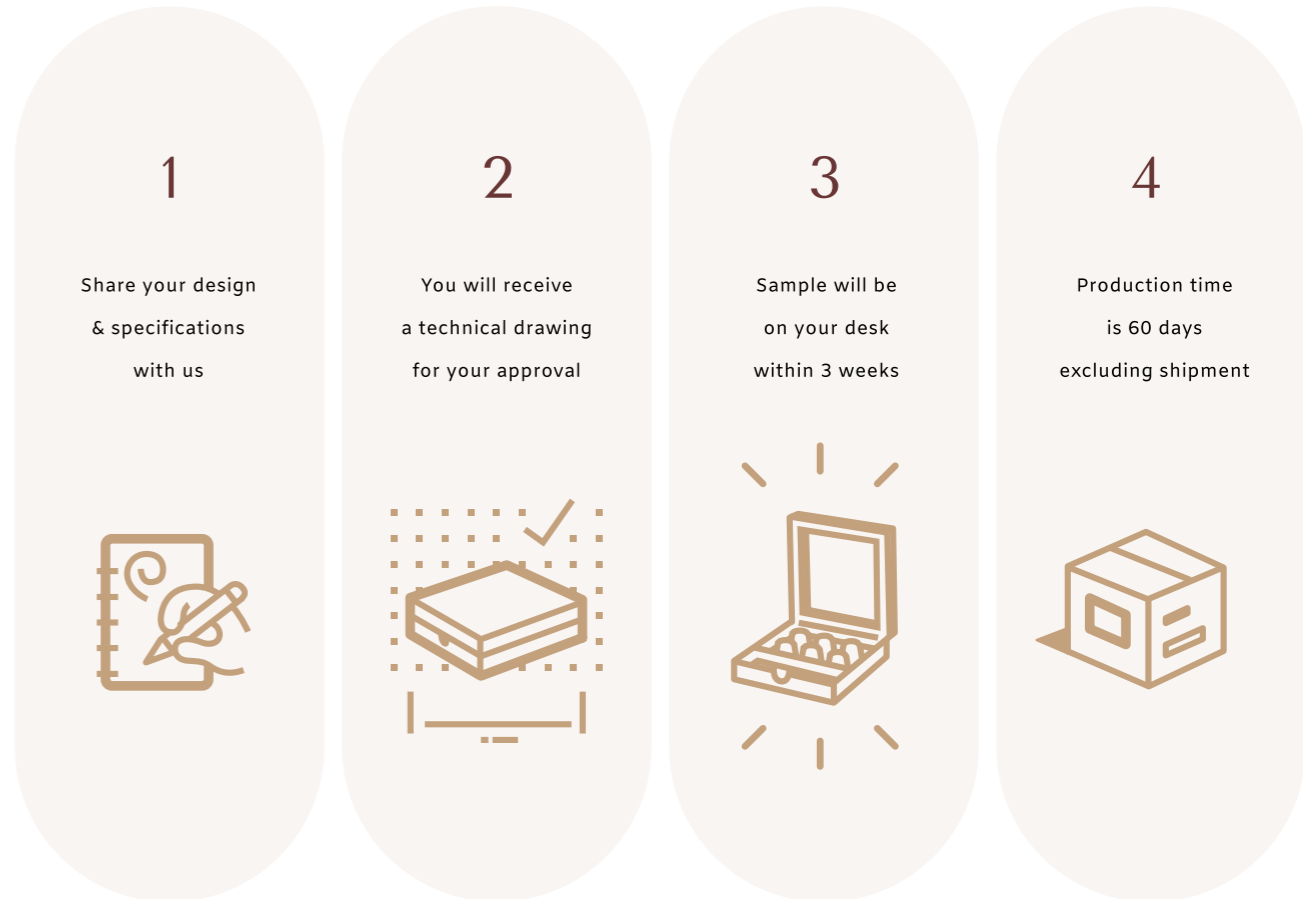 1
Share your design
& specifications
with us
2
You will receive
a technical drawing
for your approval
3
Sample will be
on your desk
within 3 weeks
4
Production time
is 60 days
excluding shipment